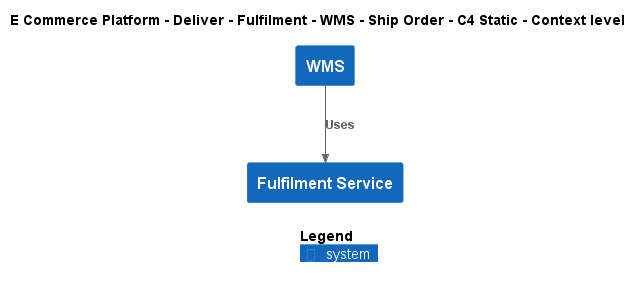 E Commerce Platform - Deliver - Fulfilment - WMS - Ship Order - C4 Static - Context level
WMS
Uses
Fulfilment Service
Legend
system